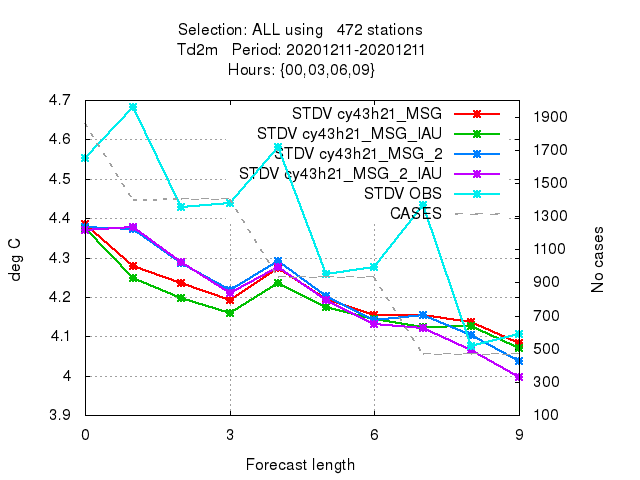 Selection: ALL using   472 stations
Td2m   Period: 20201211-20201211
Hours: {00,03,06,09}
STDV cy43h21_MSG
STDV cy43h21_MSG_IAU
STDV cy43h21_MSG_2
STDV cy43h21_MSG_2_IAU
STDV OBS
CASES
4.7
4.6
4.5
4.4
4.3
4.2
4.1
4
3.9
deg C
1900
1700
1500
1300
1100
900
700
500
300
100
No cases
0
3
6
9
Forecast length